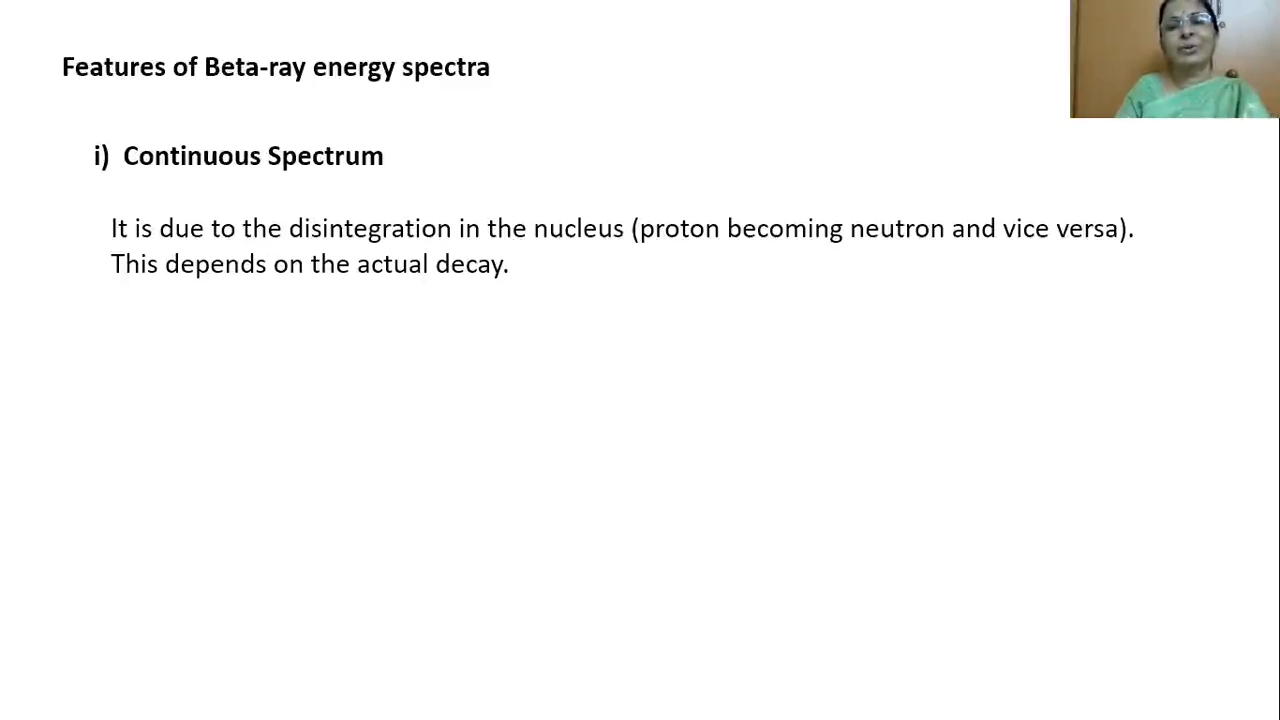 Features of Beta-ray energy spectra
i) Continuous Spectrum
It is due to the disintegration in the nucleus (proton becoming neutron and vice versa).
This depends on the actual decay.